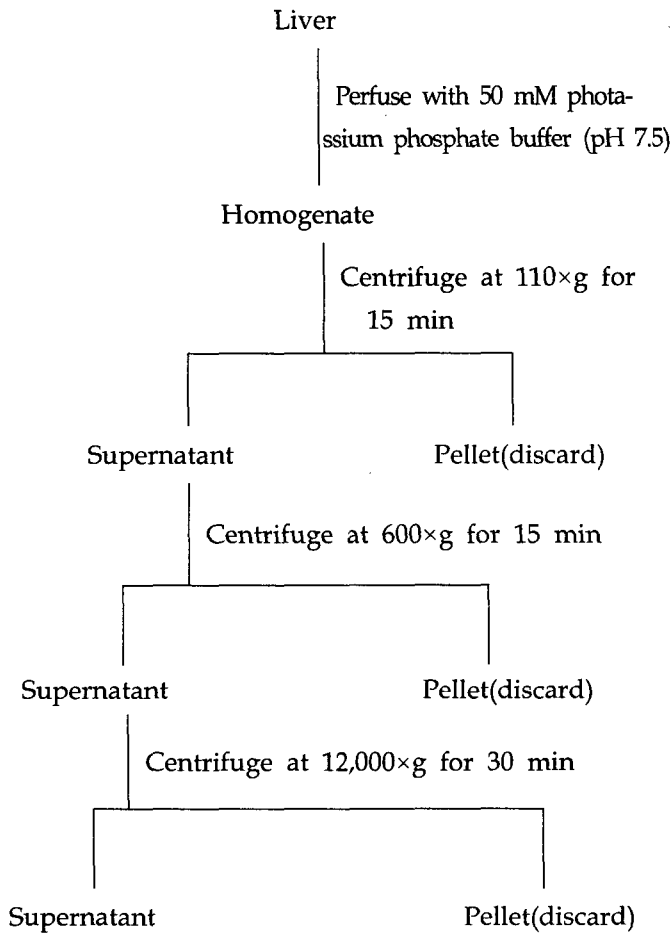 Liver
Perfuse with 50 mM phota-
ssium phosphate buffer (pH 7.5)
Homogenate
Centrifuge at 110×g for
15 min
Supernatant Pellet(discard)
Centrifuge at 600×g for 15 min
Supernatant Pellet(discard)
Centrifuge at 12,000×g for 30 min
Supernatant Pellet(discard)